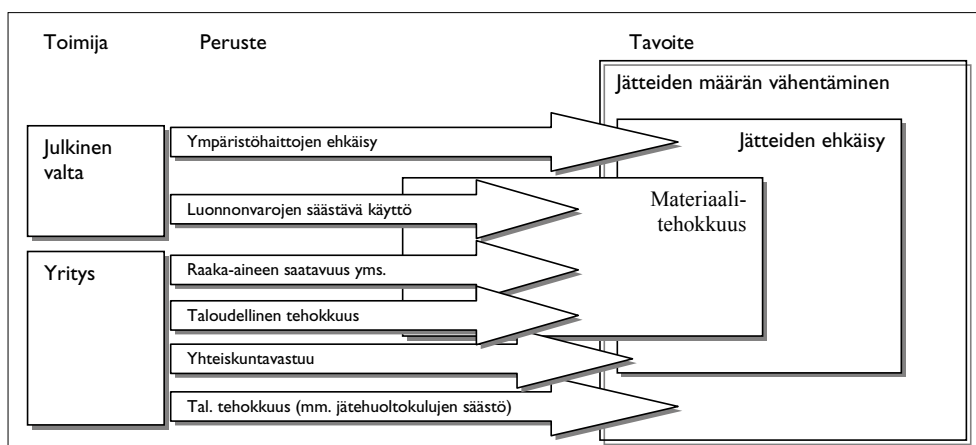 Toimija
Peruste
Tavoite
Jätteiden määrän vähentäminen
Julkinen
valta
Ympäristöhaittojen ehkäisy
Jätteiden ehkäisy
Luonnonvarojen säästävä käyttö
Materiaali-
tehokkuus
Yritys
Raaka-aineen saatavuus yms.
Taloudellinen tehokkuus
Yhteiskuntavastuu
Tal. tehokkuus (mm. jätehuoltokulujen säästö)